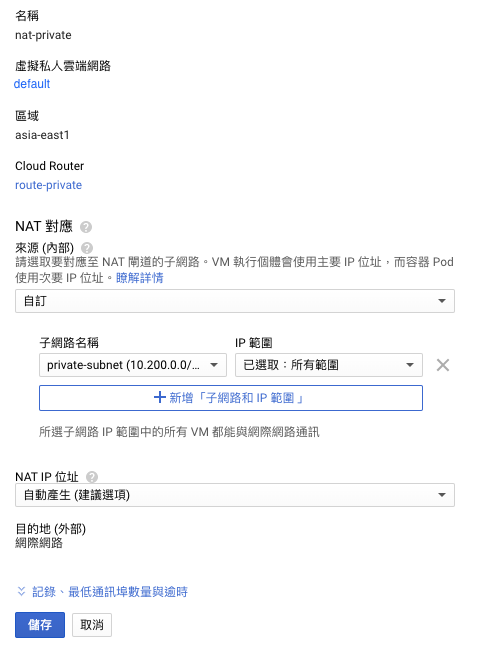 名稱
nat-private
虛擬私人雲端網路
default
區域
asia-east1
Cloud Router
route-private
NAT 對應
來源 (內部)
請選取要對應至 NAT 閘道的子網路。VM 執行個體會使用主要 IP 位址，而容器 Pod
使用次要 IP 位址。瞭解詳情
自訂
子網路名稱 IP 範圍
private-subnet (10.200.0.0/... 已選取：所有範圍
新增「子網路和 IP 範圍 」
所選子網路 IP 範圍中的所有 VM 都能與網際網路通訊
NAT IP 位址
自動產生 (建議選項)
目的地 (外部)
網際網路
記錄、最低通訊埠數量與逾時
儲存 取消